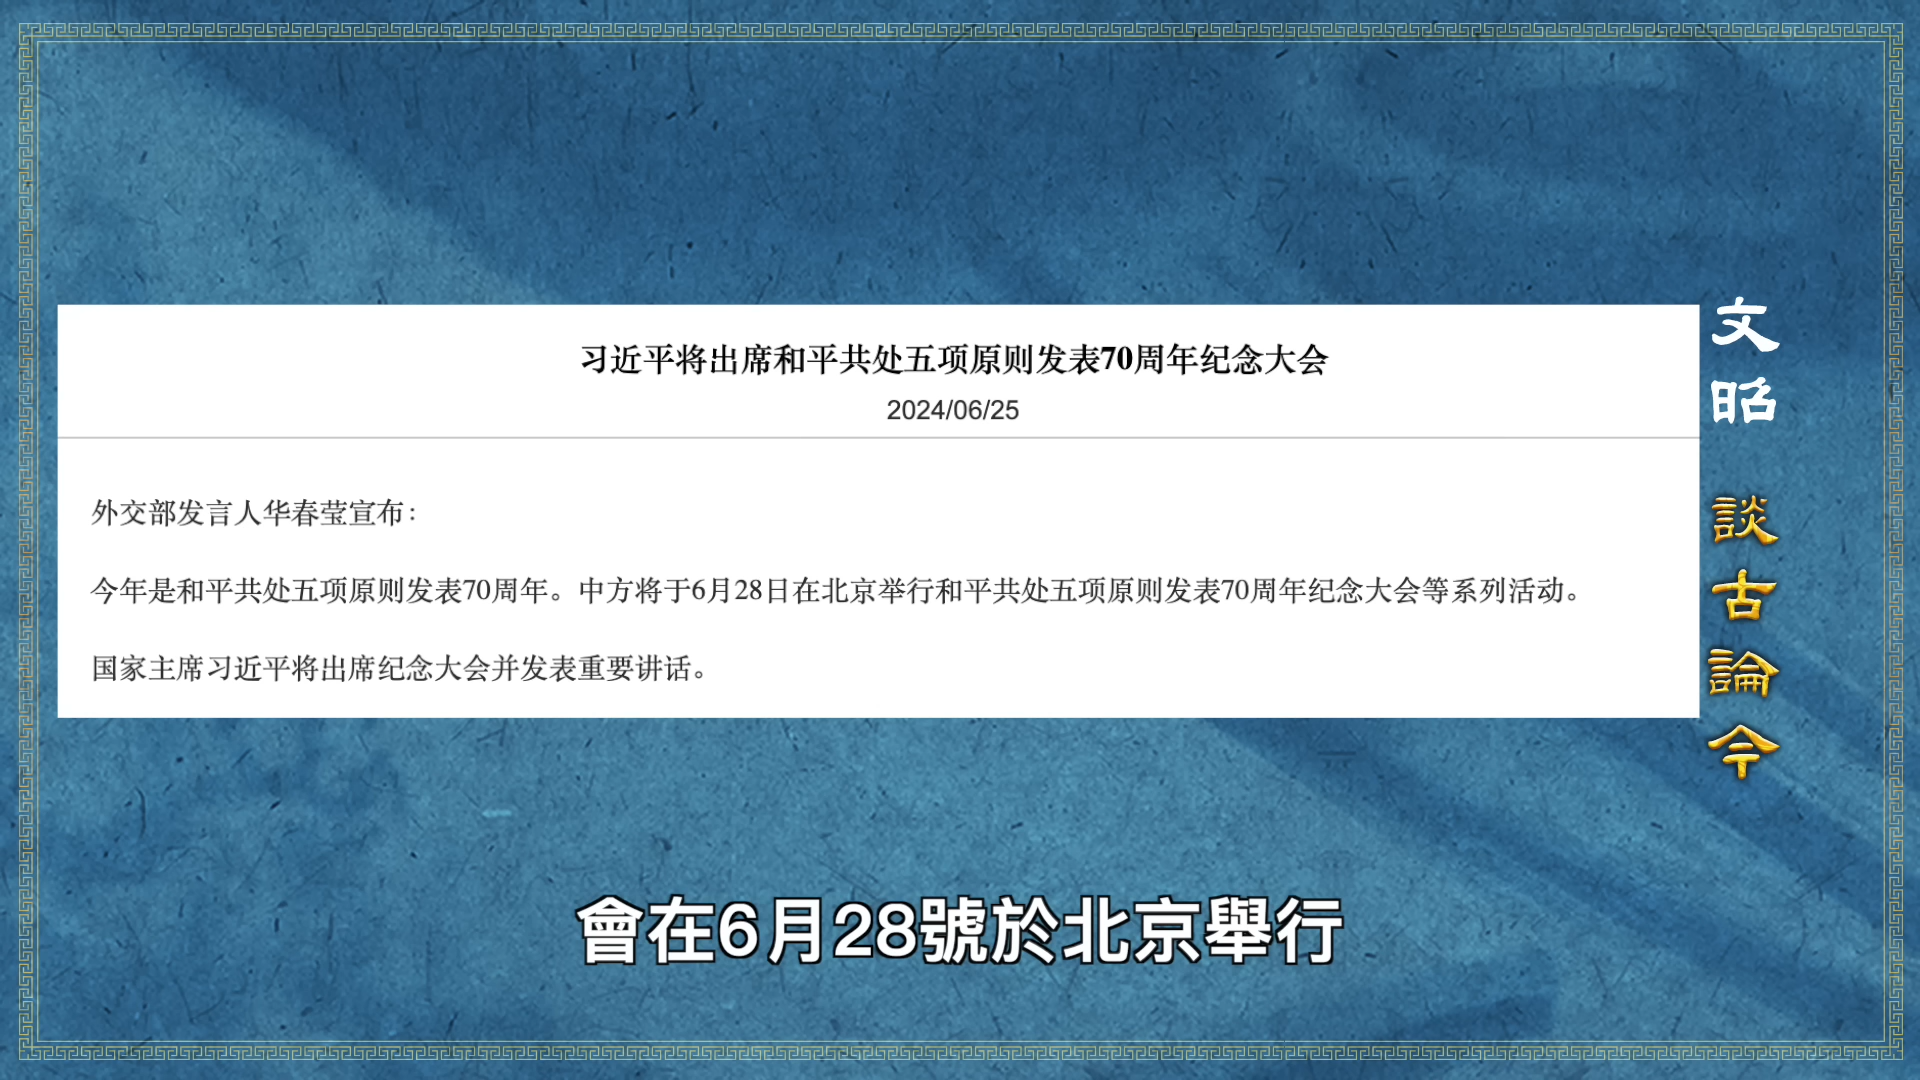 习近平将出席和平共处五项原则发表70周年纪念大会
2024/06/25
外交部发言人华春莹宣布：
今年是和平共处五项原则发表70周年。中方将于6月28日在北京举行和平共处五项原则发表70周年纪念大会等系列活动。
国家主席习近平将出席纪念大会并发表重要讲话。
文昭
談古論今
會在6月28號於北京舉行